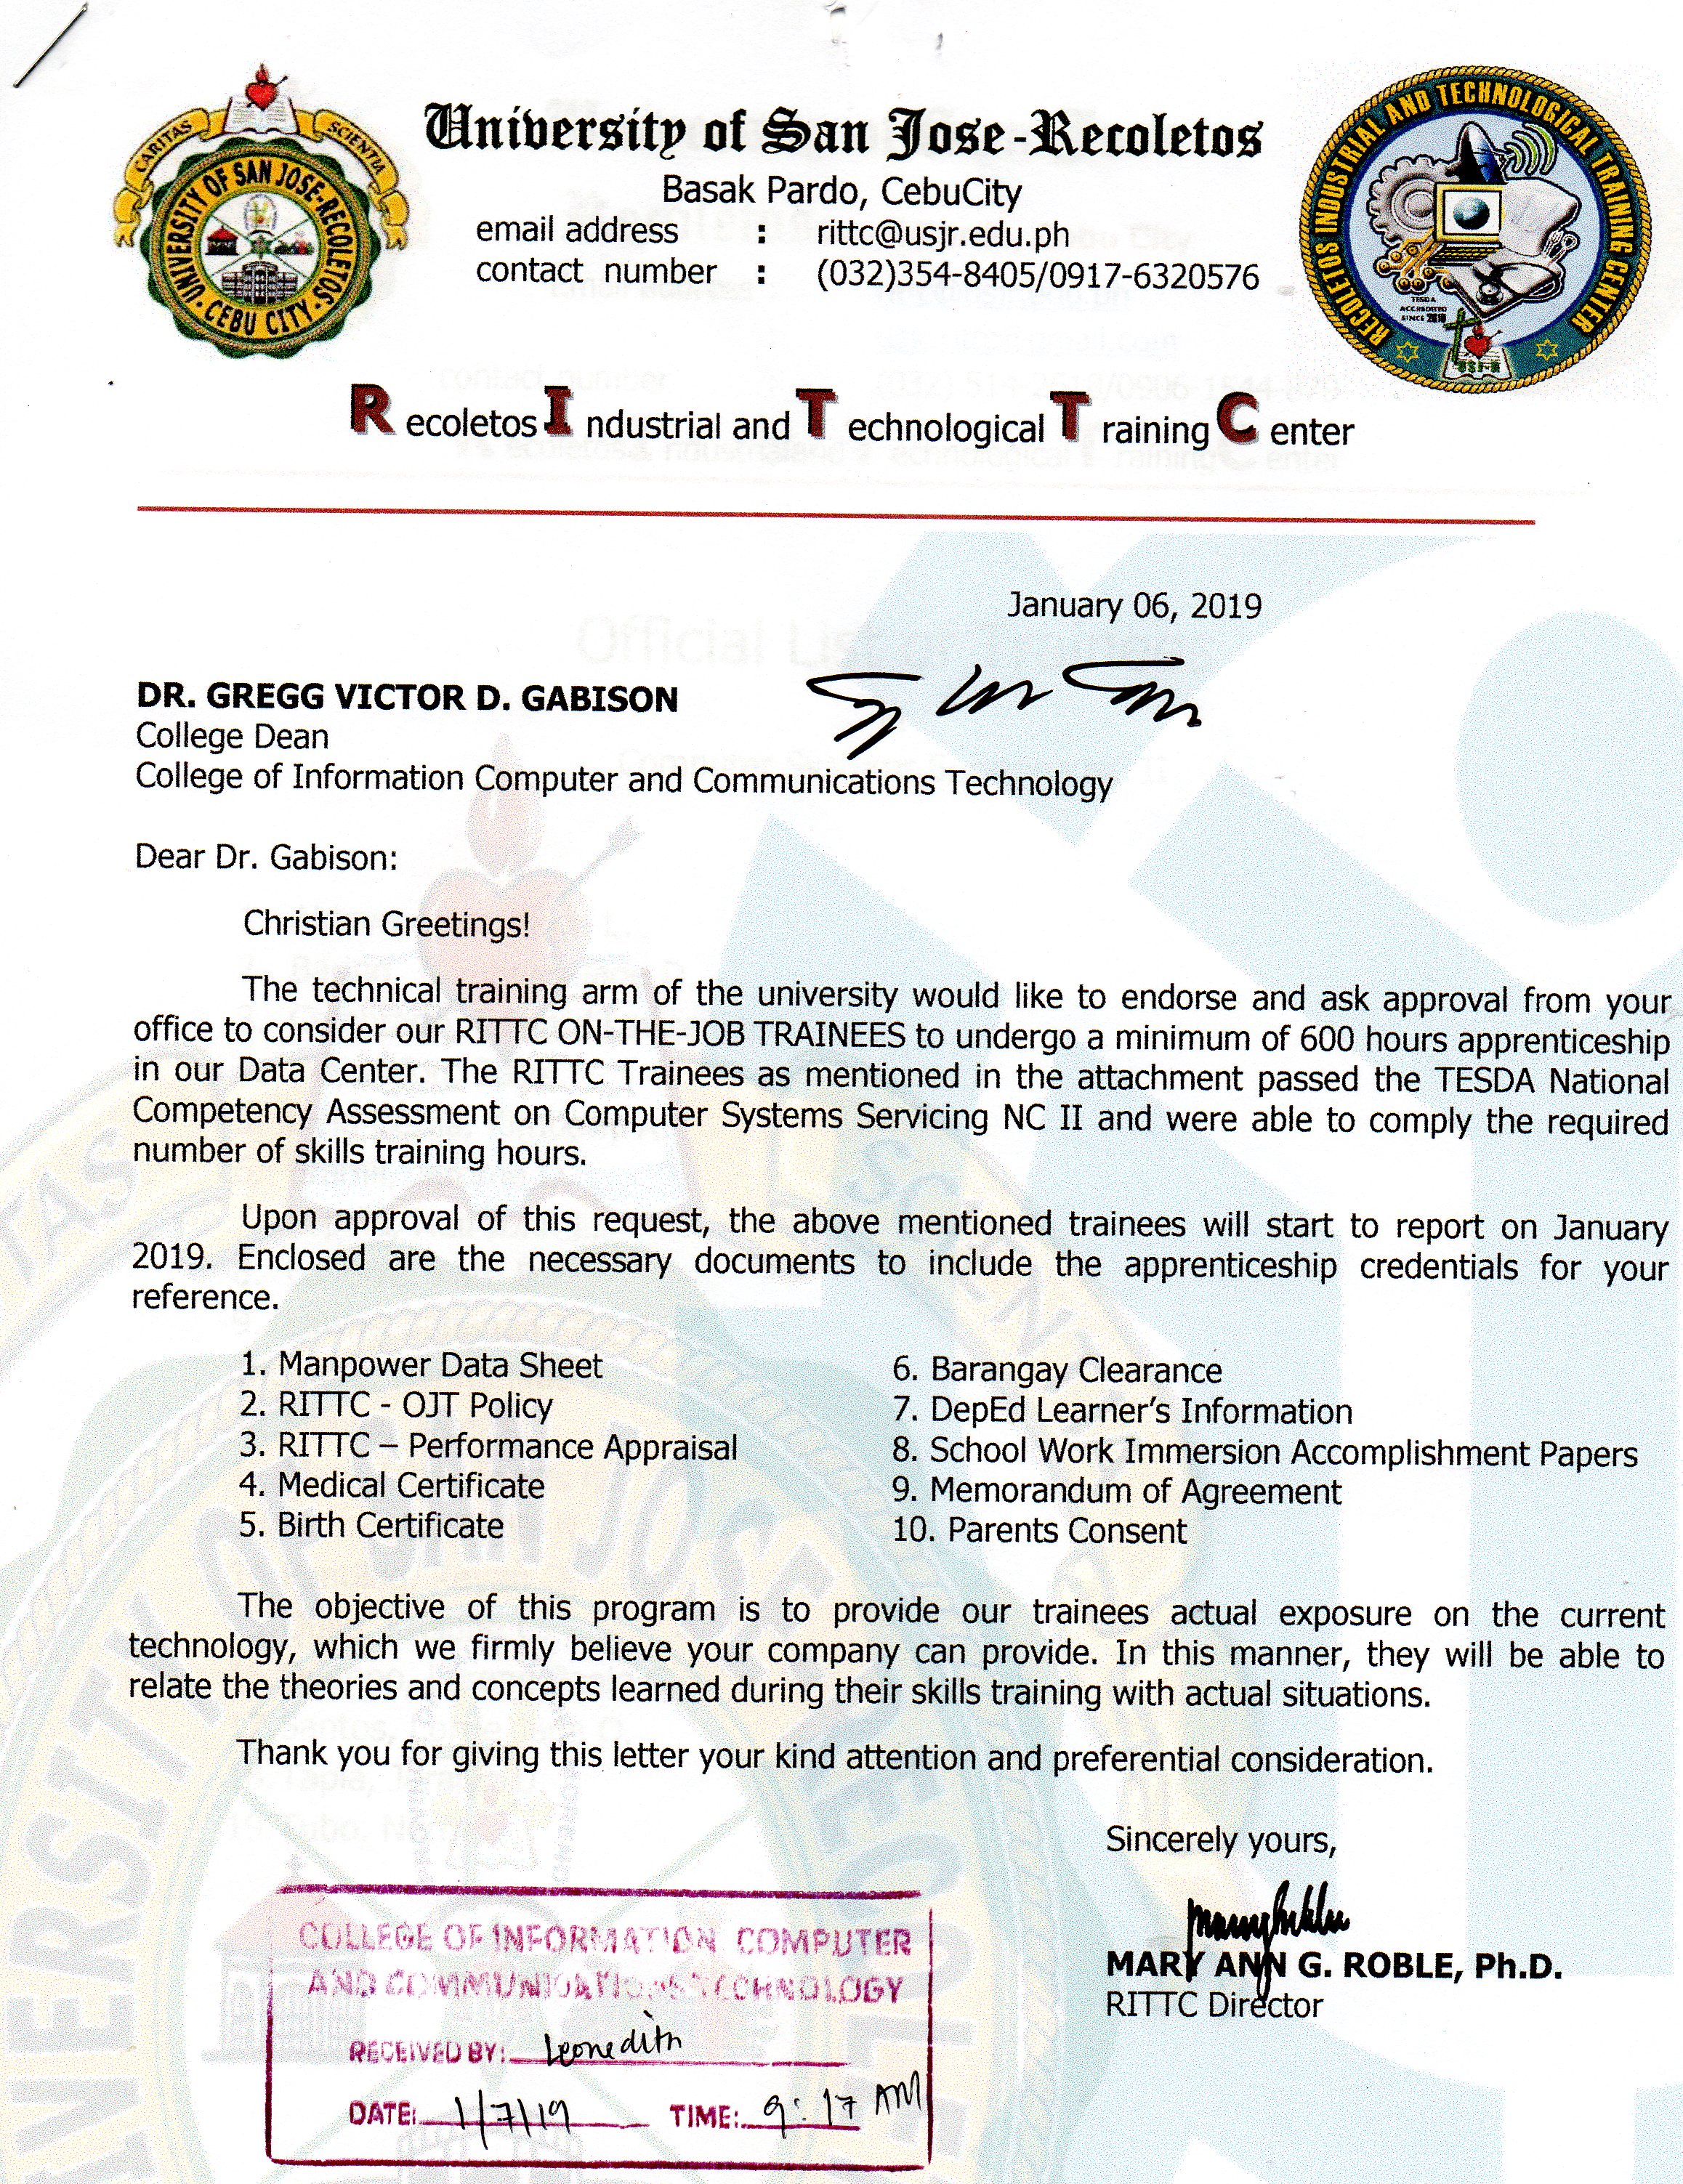 CARITAS
SCIENTIA
UNIVERSITY OF SAN JOSE-RECOLETOS
CEBU CITY
University of San Jose-Recoletos
Basak Pardo, CebuCity
email address : rittc@usjr.edu.ph
contact number : (032)354-8405/0917-6320576
RECOLETOS INDUSTRIAL AND TECHNOLOGICAL TRAINING CENTER
TESDA
ACCREDITED
SINCE 2010
USJ-R
Recoletos Industrial and Technological Training Center
January 06, 2019
DR. GREGG VICTOR D. GABISON
College Dean
College of Information Computer and Communications Technology
Dear Dr. Gabison:
Christian Greetings!
The technical training arm of the university would like to endorse and ask approval from your
office to consider our RITTC ON-THE-JOB TRAINEES to undergo a minimum of 600 hours apprenticeship
in our Data Center. The RITTC Trainees as mentioned in the attachment passed the TESDA National
Competency Assessment on Computer Systems Servicing NC II and were able to comply the required
number of skills training hours.
Upon approval of this request, the above mentioned trainees will start to report on January
2019. Enclosed are the necessary documents to include the apprenticeship credentials for your
reference.
1. Manpower Data Sheet
2. RITTC - OJT Policy
3. RITTC – Performance Appraisal
4. Medical Certificate
5. Birth Certificate
6. Barangay Clearance
7. DepEd Learner's Information
8. School Work Immersion Accomplishment Papers
9. Memorandum of Agreement
10. Parents Consent
The objective of this program is to provide our trainees actual exposure on the current
technology, which we firmly believe your company can provide. In this manner, they will be able to
relate the theories and concepts learned during their skills training with actual situations.
Thank you for giving this letter your kind attention and preferential consideration.
Sincerely yours,
MARY ANN G. ROBLE, Ph.D.
RITTC Director
COLLEGE OF INFORMATION COMPUTER
AND COMMUNICATIONS TECHNOLOGY
RECEIVED BY: Leonedith
DATE: 1/7/19 TIME: 9:17 AM